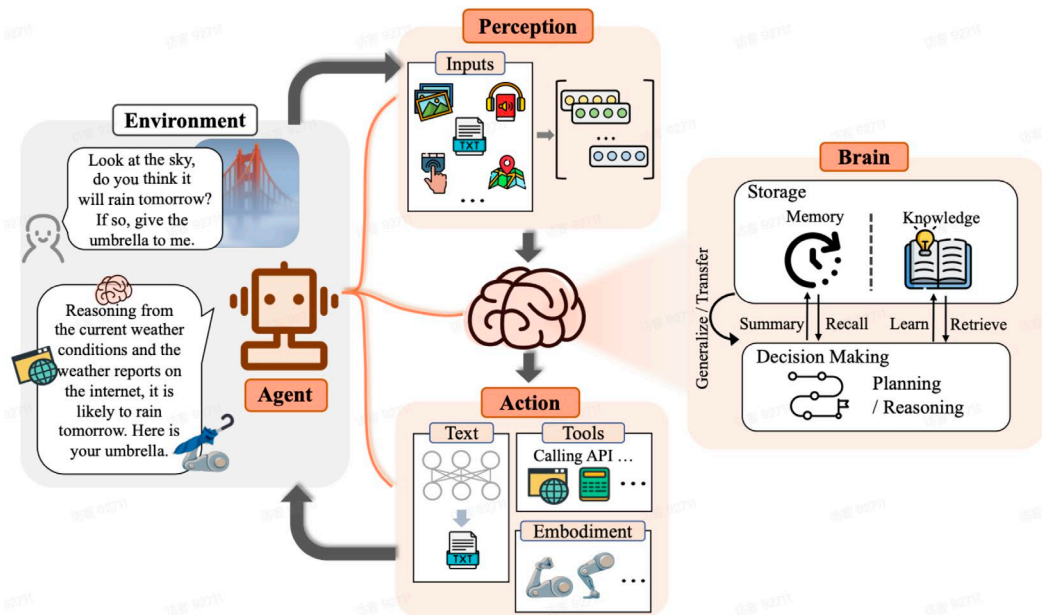 Perception
Inputs
TXT
...
...
Environment
Look at the sky,
do you think it
will rain tomorrow?
If so, give the
umbrella to me.
Reasoning from
the current weather
conditions and the
weather reports on
the internet, it is
likely to rain
tomorrow. Here is
your umbrella.
Agent
Action
Text
TXT
Tools
Calling API ...
...
Embodiment
...
Brain
Storage
Memory
Knowledge
Generalize / Transfer
Summary
Recall
Learn
Retrieve
Decision Making
Planning
/ Reasoning